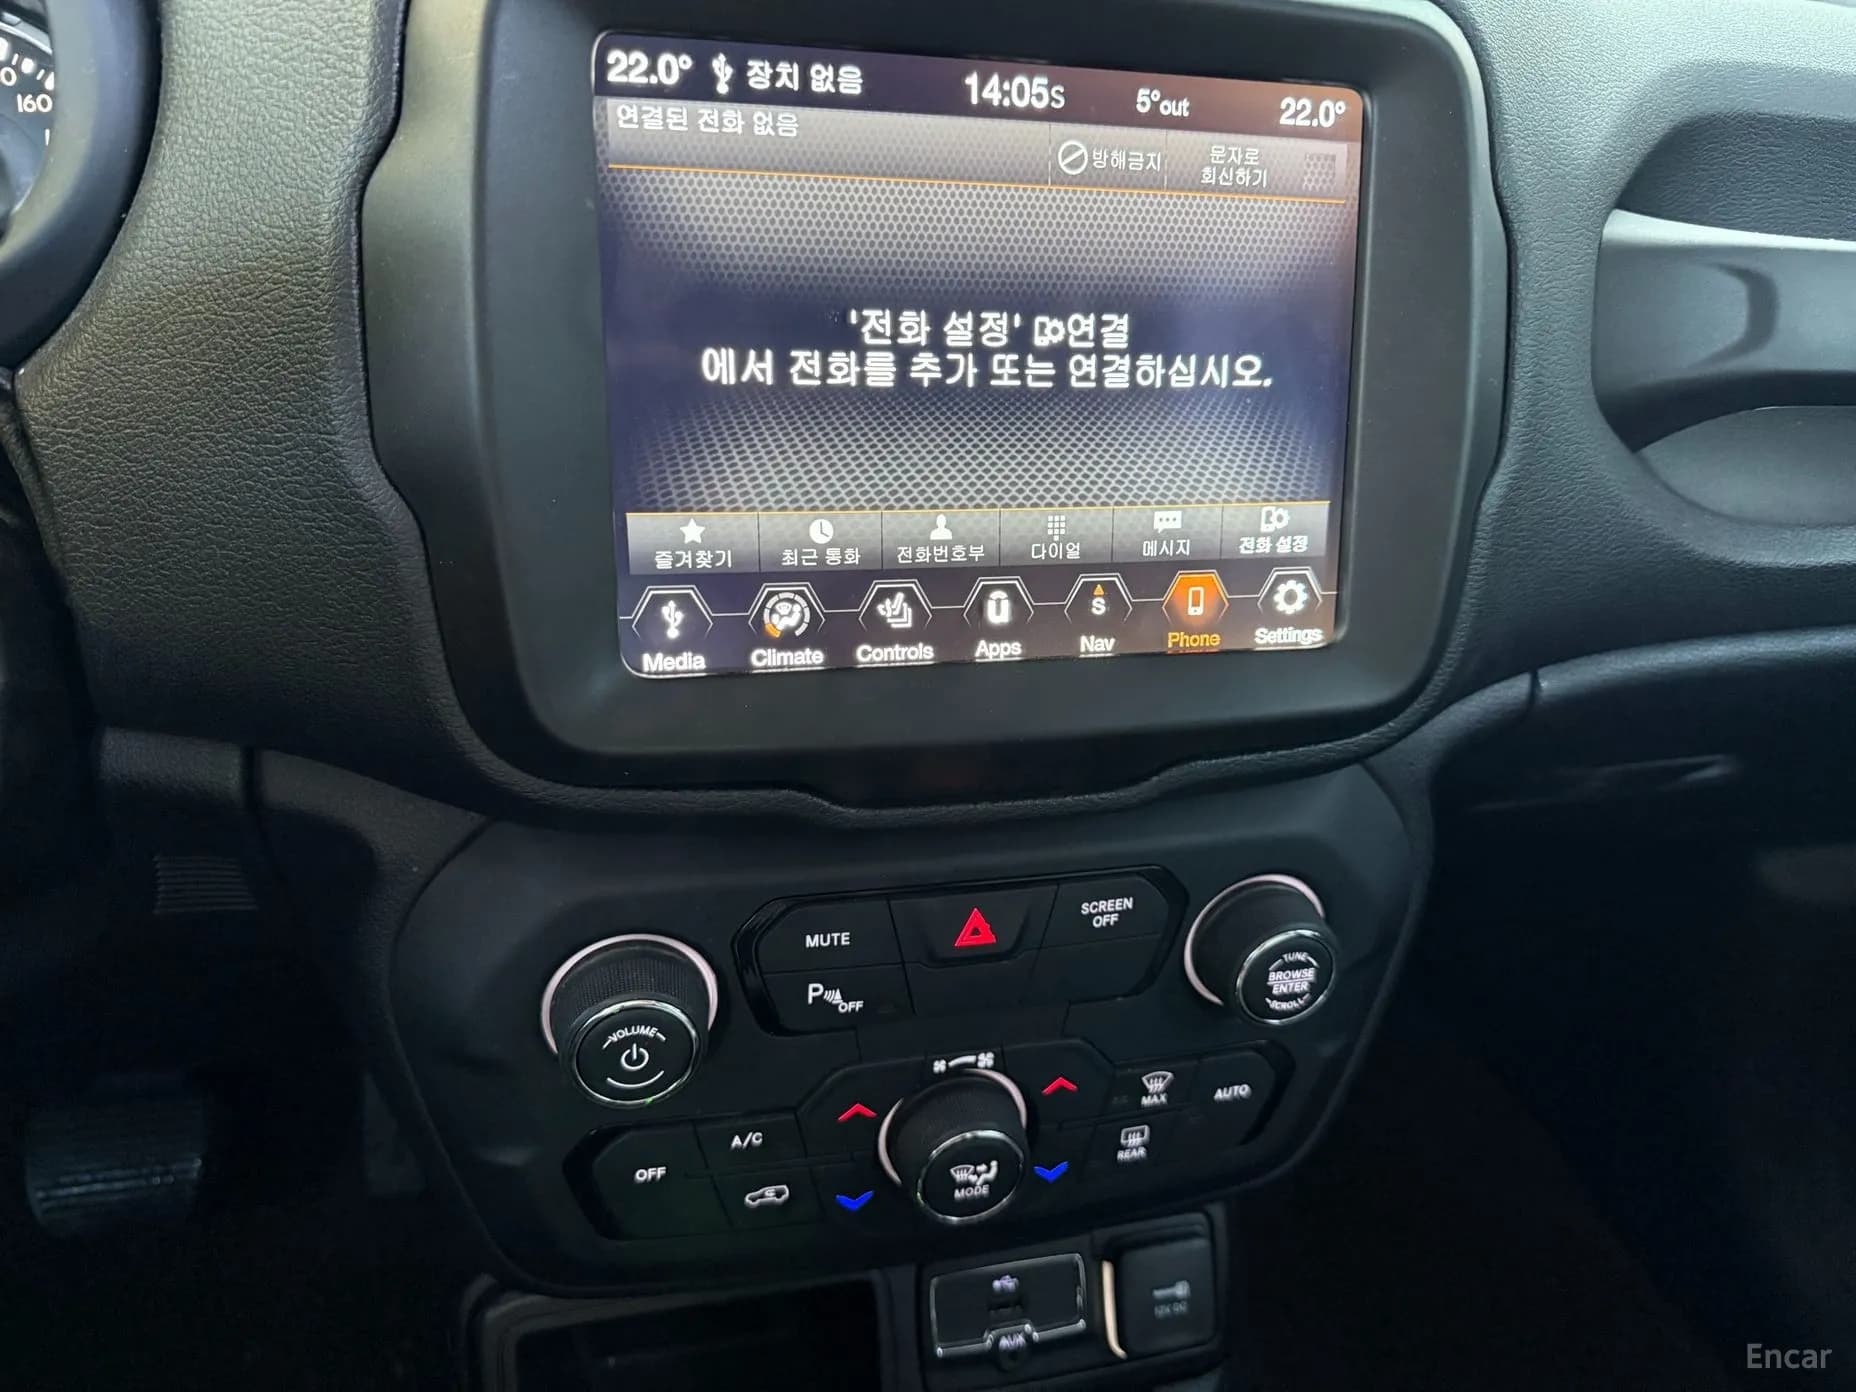 160
22.0° 장치 없음 14:05S 5°out 22.0°
연결된 전화 없음
방해금지
문자로
회신하기
'전화 설정' 연결
에서 전화를 추가 또는 연결하십시오.
즐겨찾기 최근 통화 전화번호부 다이얼 메시지 전화 설정
S
Media Climate Controls Apps Nav Phone Settings
MUTE
SCREEN
OFF
P OFF
VOLUME
TUNE
BROWSE
ENTER
SCROLL
OFF
A/C
MODE
MAX
AUTO
REAR
AUX
Encar